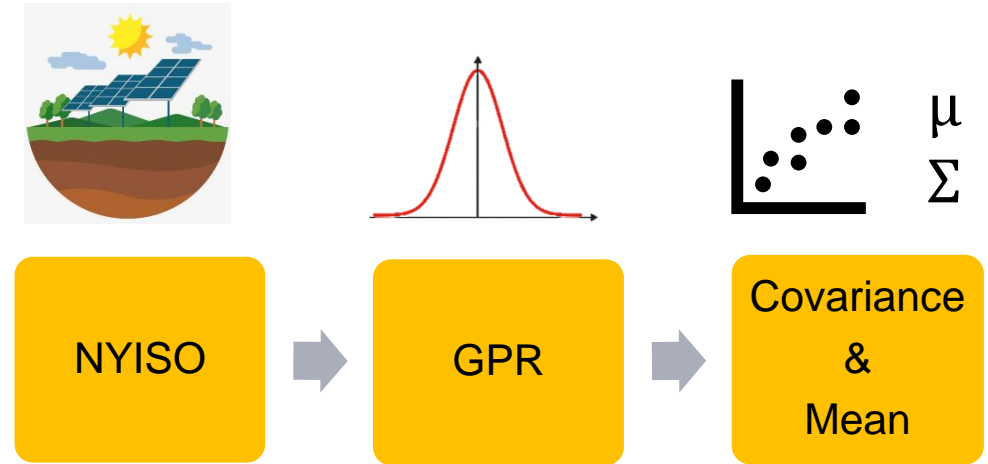 μ
Σ
NYISO
GPR
Covariance
&
Mean